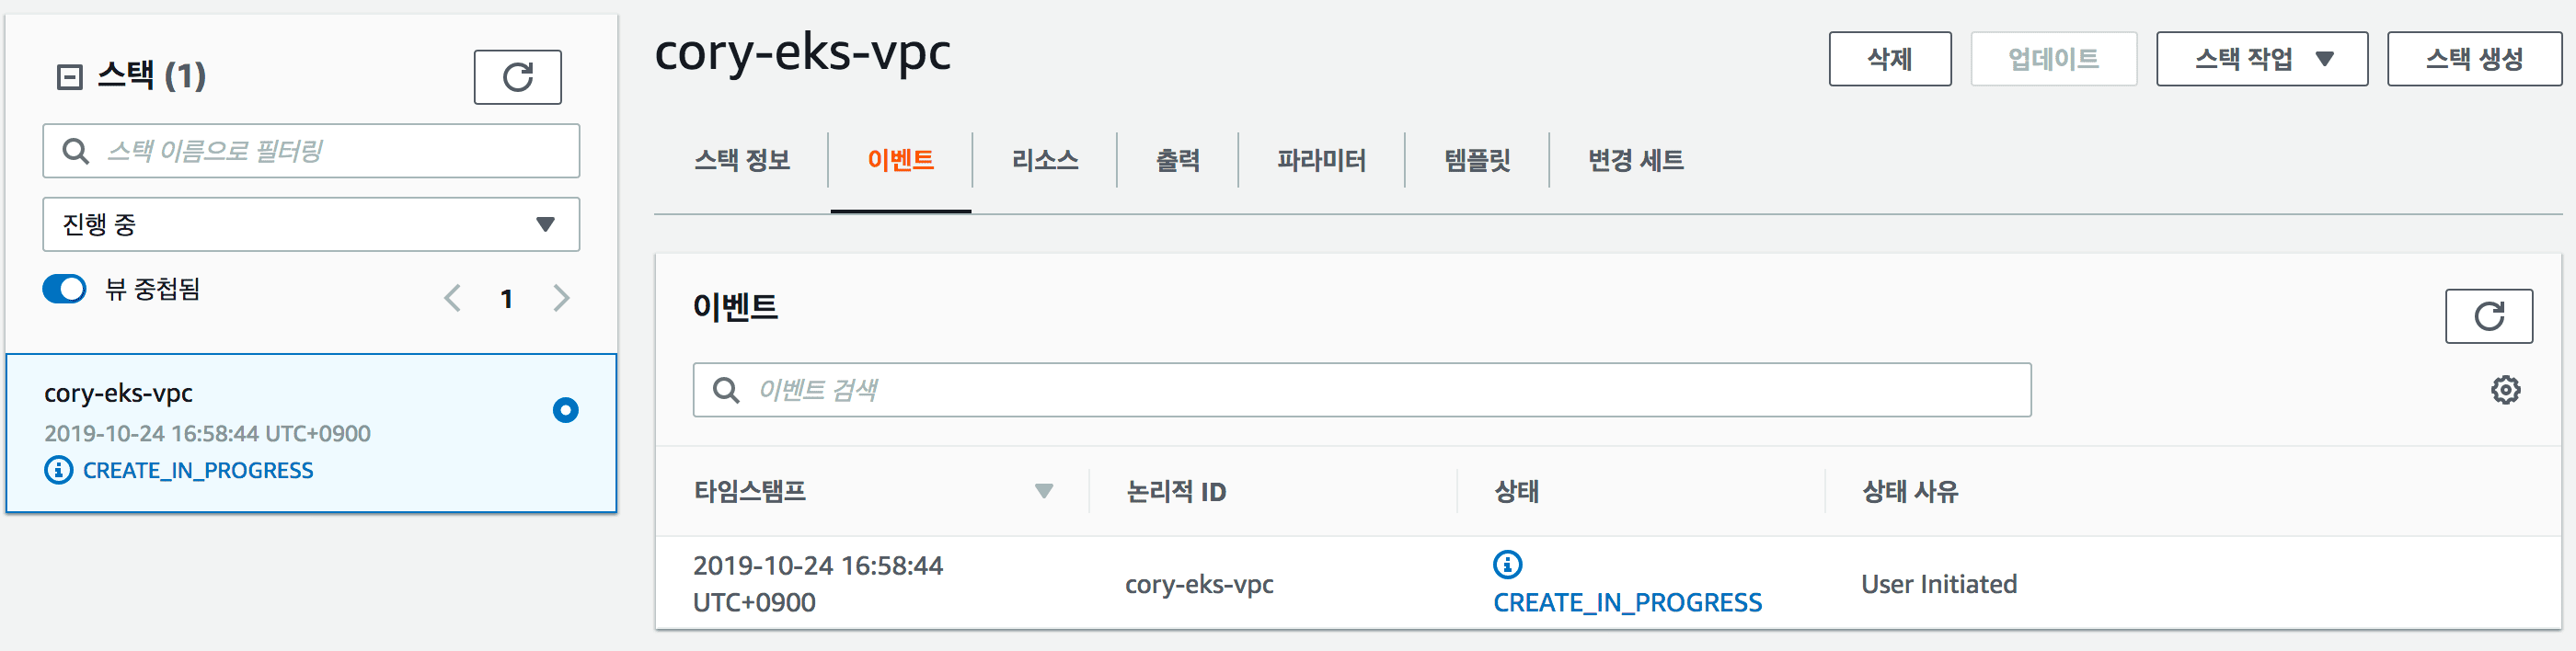 스택 (1)
스택 이름으로 필터링
진행 중
뷰 중첩됨
1
cory-eks-vpc
2019-10-24 16:58:44 UTC+0900
CREATE_IN_PROGRESS
cory-eks-vpc
삭제 업데이트 스택 작업 스택 생성
스택 정보 이벤트 리소스 출력 파라미터 템플릿 변경 세트
이벤트
이벤트 검색
타임스탬프 논리적 ID 상태 상태 사유
2019-10-24 16:58:44
UTC+0900
cory-eks-vpc
CREATE_IN_PROGRESS
User Initiated